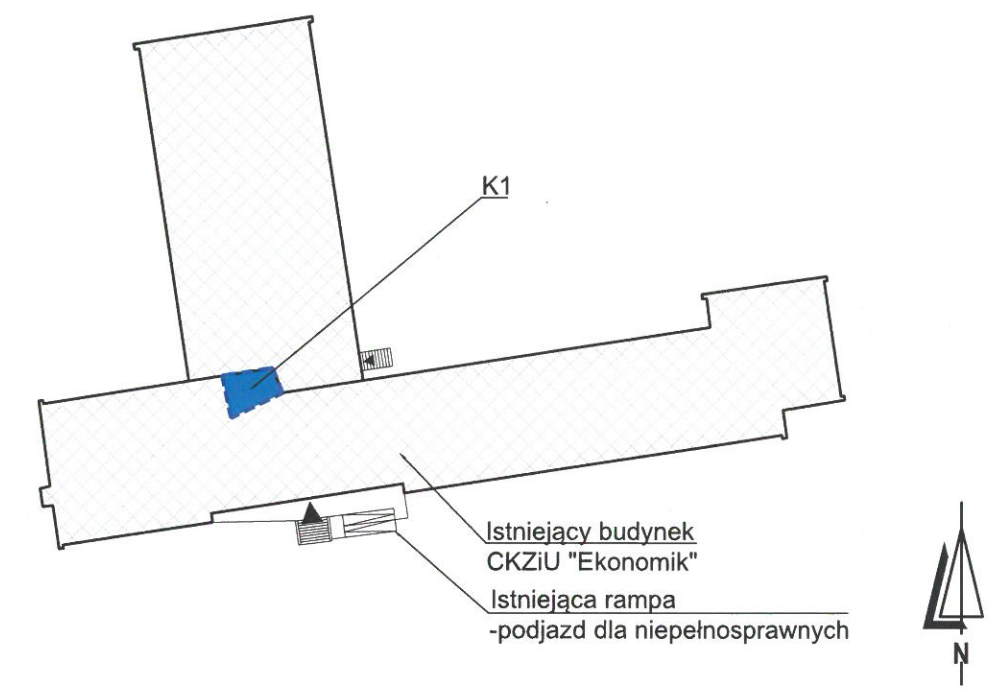 K1
Istniejący budynek
CKZiU "Ekonomik"
Istniejąca rampa
-podjazd dla niepełnosprawnych
N